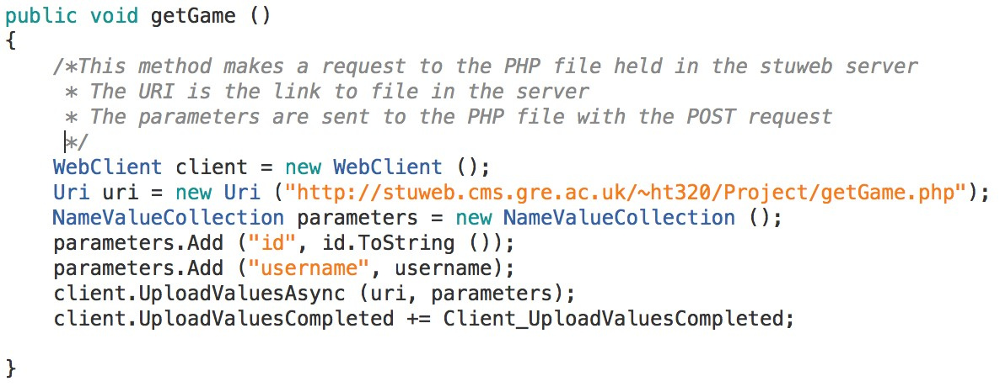 public void getGame ()
{
    /*This method makes a request to the PHP file held in the stuweb server
     * The URI is the link to file in the server
     * The parameters are sent to the PHP file with the POST request
     */
    WebClient client = new WebClient ();
    Uri uri = new Uri ("http://stuweb.cms.gre.ac.uk/~ht320/Project/getGame.php");
    NameValueCollection parameters = new NameValueCollection ();
    parameters.Add ("id", id.ToString ());
    parameters.Add ("username", username);
    client.UploadValuesAsync (uri, parameters);
    client.UploadValuesCompleted += Client_UploadValuesCompleted;

}